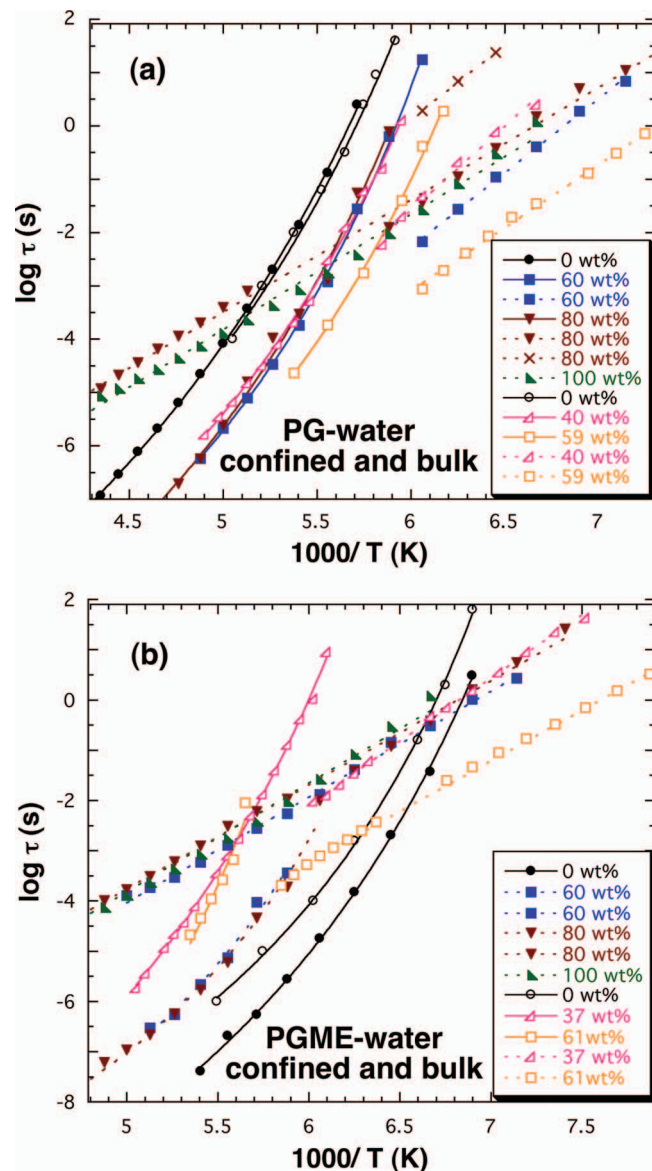 2
(a)
0
-2
-4
-6
log τ (s)
0 wt%
60 wt%
60 wt%
80 wt%
80 wt%
80 wt%
100 wt%
0 wt%
40 wt%
59 wt%
40 wt%
59 wt%
PG-water
confined and bulk
4.5 5 5.5 6 6.5 7
1000/ T (K)
2
(b)
0
-2
-4
-6
-8
log τ (s)
0 wt%
60 wt%
60 wt%
80 wt%
80 wt%
100 wt%
0 wt%
37 wt%
61wt%
37 wt%
61wt%
PGME-water
confined and bulk
5 5.5 6 6.5 7 7.5
1000/ T (K)